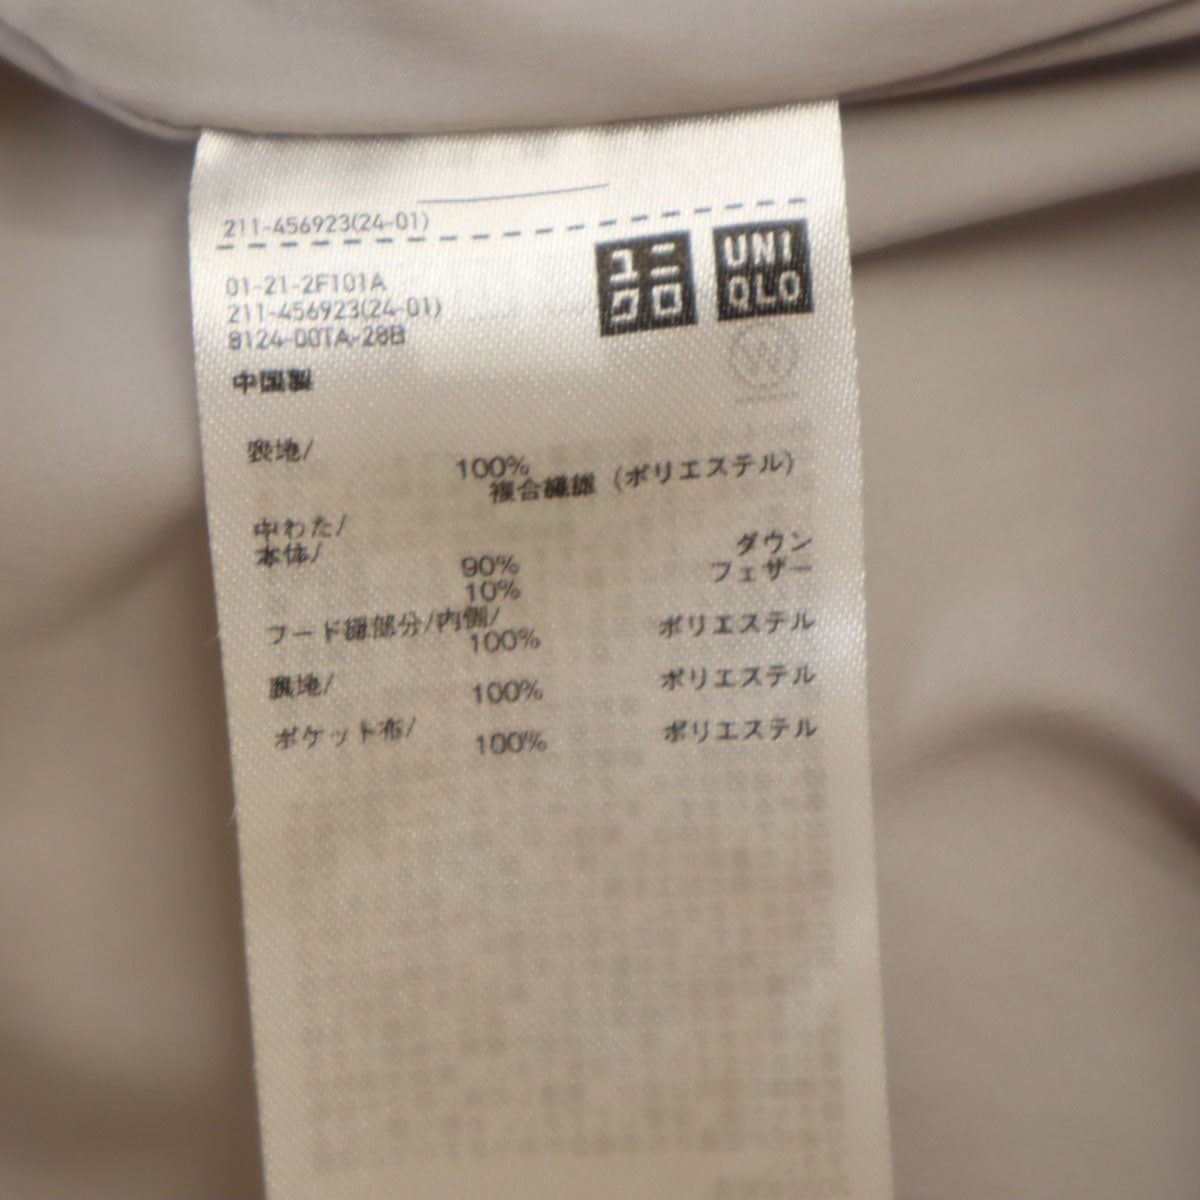 211-456923(24-01)
ユニ
クロ
UNI
QLO
01-21-2F101A
211-456923(24-01)
8124-00TA-28B
W
中国製
表地/
100%
複合繊維 (ポリエステル)
中わた/
本体/
90% ダウン
10% フェザー
フード縁部分/内側/
100% ポリエステル
裏地/
100% ポリエステル
ポケット布/
100% ポリエステル